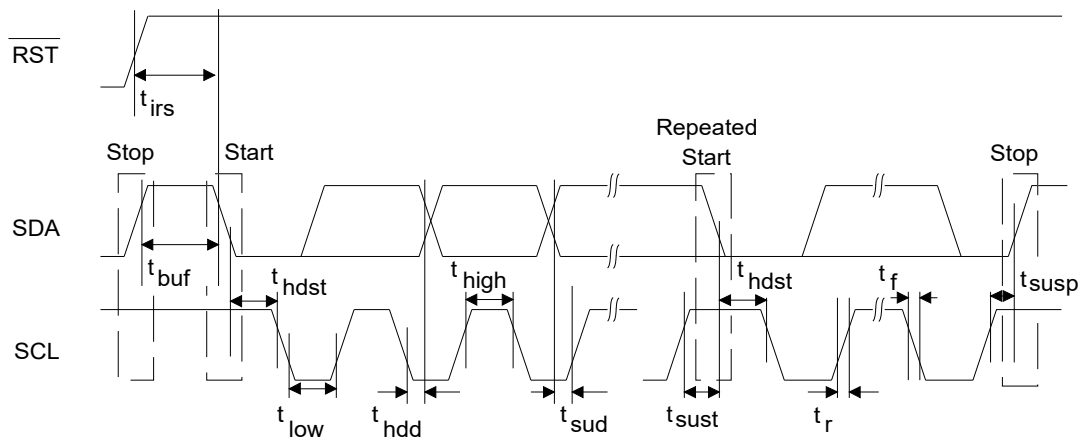 RST
t irs
Repeated
Stop Start Start Stop
SDA
t buf t hdst t high t hdst t f t susp
SCL
t low t hdd t sud t sust t r